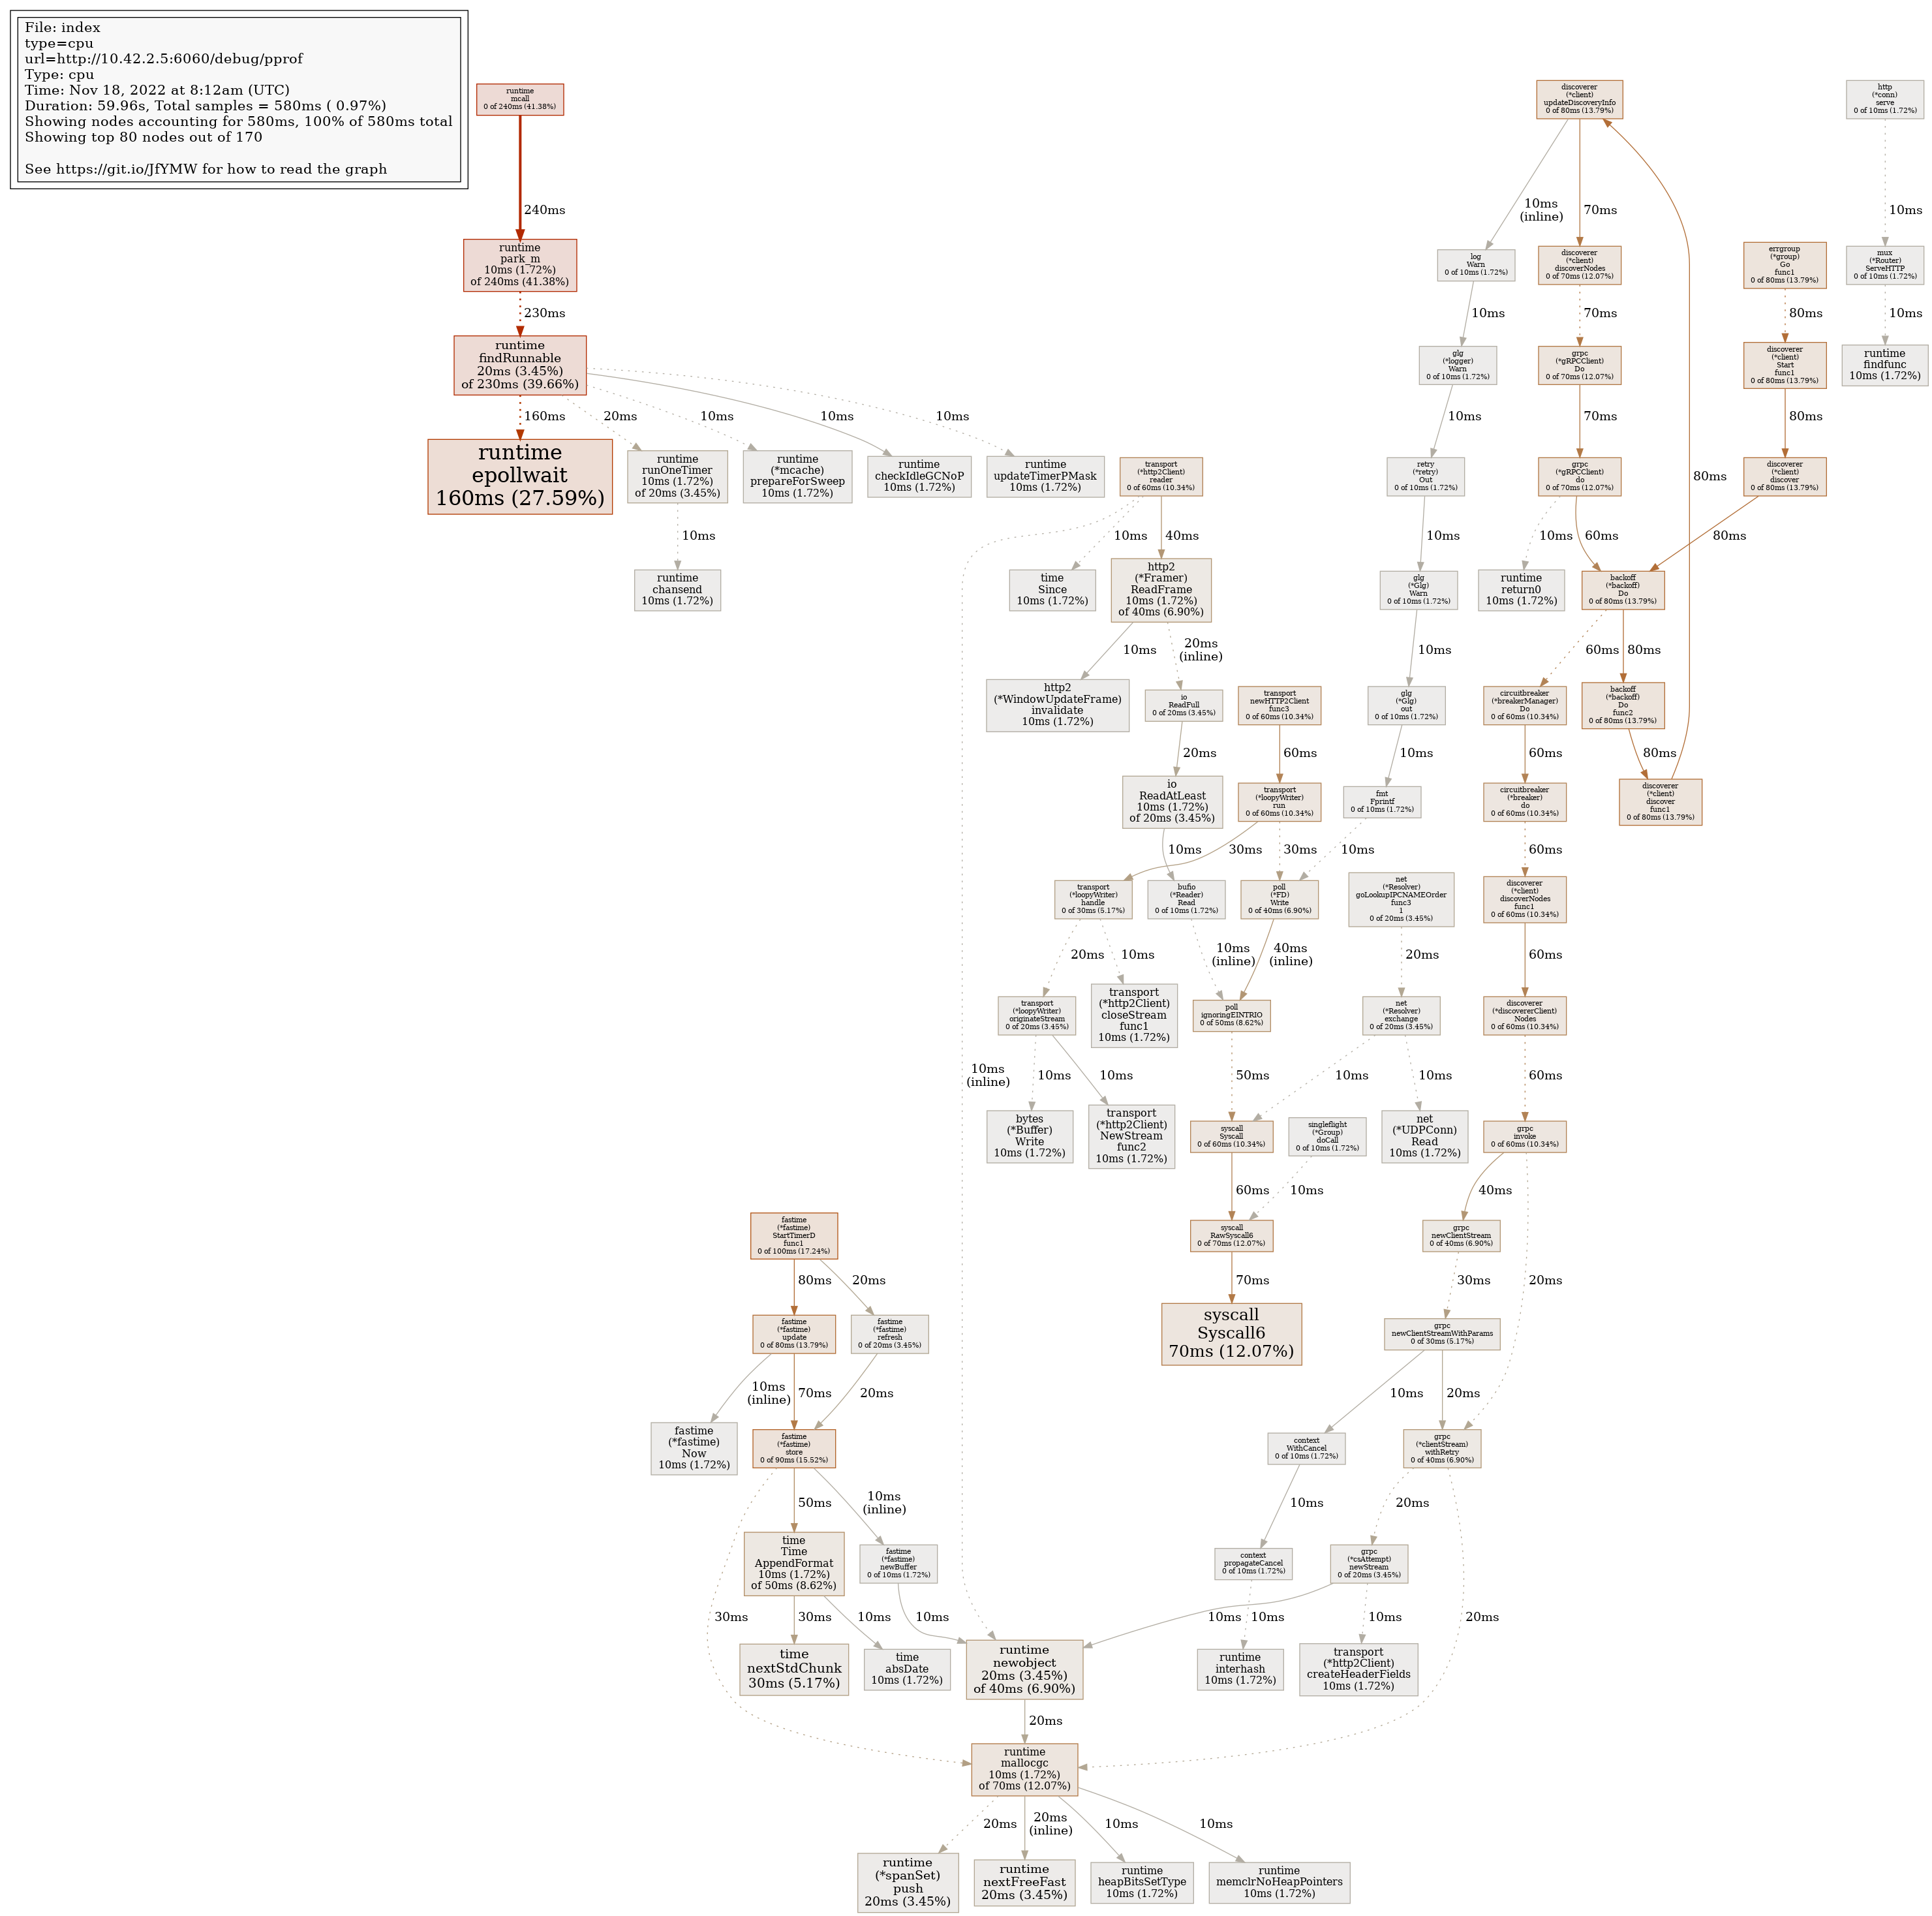 File: index
type=cpu
url=http://10.42.2.5:6060/debug/pprof
Type: cpu
Time: Nov 18, 2022 at 8:12am (UTC)
Duration: 59.96s, Total samples = 580ms ( 0.97%)
Showing nodes accounting for 580ms, 100% of 580ms total
Showing top 80 nodes out of 170
See https://git.io/JfYMW for how to read the graph
runtime
mcall
0 of 240ms (41.38%)
240ms
runtime
park_m
10ms (1.72%)
of 240ms (41.38%)
230ms
runtime
findRunnable
20ms (3.45%)
of 230ms (39.66%)
160ms
20ms
10ms
10ms
10ms
runtime
epollwait
160ms (27.59%)
runtime
runOneTimer
10ms (1.72%)
of 20ms (3.45%)
10ms
runtime
chansend
10ms (1.72%)
runtime
(*mcache)
prepareForSweep
10ms (1.72%)
runtime
checkIdleGCNoP
10ms (1.72%)
runtime
updateTimerPMask
10ms (1.72%)
discoverer
(*client)
updateDiscoveryInfo
0 of 80ms (13.79%)
10ms
(inline)
70ms
log
Warn
0 of 10ms (1.72%)
10ms
glg
(*logger)
Warn
0 of 10ms (1.72%)
10ms
retry
(*retry)
Out
0 of 10ms (1.72%)
10ms
glg
(*Glg)
Warn
0 of 10ms (1.72%)
10ms
glg
(*Glg)
out
0 of 10ms (1.72%)
10ms
fmt
Fprintf
0 of 10ms (1.72%)
10ms
discoverer
(*client)
discoverNodes
0 of 70ms (12.07%)
70ms
grpc
(*gRPCClient)
Do
0 of 70ms (12.07%)
70ms
grpc
(*gRPCClient)
do
0 of 70ms (12.07%)
10ms
60ms
runtime
return0
10ms (1.72%)
http
(*conn)
serve
0 of 10ms (1.72%)
10ms
mux
(*Router)
ServeHTTP
0 of 10ms (1.72%)
10ms
runtime
findfunc
10ms (1.72%)
errgroup
(*group)
Go
func1
0 of 80ms (13.79%)
80ms
discoverer
(*client)
Start
func1
0 of 80ms (13.79%)
80ms
discoverer
(*client)
discover
0 of 80ms (13.79%)
80ms
80ms
backoff
(*backoff)
Do
0 of 80ms (13.79%)
60ms
80ms
backoff
(*backoff)
Do
func2
0 of 80ms (13.79%)
80ms
discoverer
(*client)
discover
func1
0 of 80ms (13.79%)
circuitbreaker
(*breakerManager)
Do
0 of 60ms (10.34%)
60ms
circuitbreaker
(*breaker)
do
0 of 60ms (10.34%)
60ms
discoverer
(*client)
discoverNodes
func1
0 of 60ms (10.34%)
60ms
discoverer
(*discovererClient)
Nodes
0 of 60ms (10.34%)
60ms
grpc
invoke
0 of 60ms (10.34%)
40ms
20ms
grpc
newClientStream
0 of 40ms (6.90%)
30ms
grpc
newClientStreamWithParams
0 of 30ms (5.17%)
10ms
20ms
context
WithCancel
0 of 10ms (1.72%)
10ms
context
propagateCancel
0 of 10ms (1.72%)
10ms
runtime
interhash
10ms (1.72%)
grpc
(*clientStream)
withRetry
0 of 40ms (6.90%)
20ms
20ms
grpc
(*csAttempt)
newStream
0 of 20ms (3.45%)
10ms
10ms
transport
(*http2Client)
createHeaderFields
10ms (1.72%)
transport
(*http2Client)
reader
0 of 60ms (10.34%)
10ms
(inline)
10ms
40ms
time
Since
10ms (1.72%)
http2
(*Framer)
ReadFrame
10ms (1.72%)
of 40ms (6.90%)
10ms
20ms
(inline)
http2
(*WindowUpdateFrame)
invalidate
10ms (1.72%)
io
ReadFull
0 of 20ms (3.45%)
20ms
io
ReadAtLeast
10ms (1.72%)
of 20ms (3.45%)
10ms
bufio
(*Reader)
Read
0 of 10ms (1.72%)
10ms
(inline)
transport
newHTTP2Client
func3
0 of 60ms (10.34%)
60ms
transport
(*loopyWriter)
run
0 of 60ms (10.34%)
30ms
30ms
transport
(*loopyWriter)
handle
0 of 30ms (5.17%)
20ms
10ms
transport
(*loopyWriter)
originateStream
0 of 20ms (3.45%)
10ms
10ms
transport
(*http2Client)
closeStream
func1
10ms (1.72%)
bytes
(*Buffer)
Write
10ms (1.72%)
transport
(*http2Client)
NewStream
func2
10ms (1.72%)
poll
(*FD)
Write
0 of 40ms (6.90%)
40ms
(inline)
poll
ignoringEINTRIO
0 of 50ms (8.62%)
50ms
net
(*Resolver)
goLookupIPCNAMEOrder
func3
1
0 of 20ms (3.45%)
20ms
net
(*Resolver)
exchange
0 of 20ms (3.45%)
10ms
10ms
net
(*UDPConn)
Read
10ms (1.72%)
syscall
Syscall
0 of 60ms (10.34%)
60ms
singleflight
(*Group)
doCall
0 of 10ms (1.72%)
10ms
syscall
RawSyscall6
0 of 70ms (12.07%)
70ms
syscall
Syscall6
70ms (12.07%)
fastime
(*fastime)
StartTimerD
func1
0 of 100ms (17.24%)
80ms
20ms
fastime
(*fastime)
update
0 of 80ms (13.79%)
10ms
(inline)
70ms
fastime
(*fastime)
refresh
0 of 20ms (3.45%)
20ms
fastime
(*fastime)
Now
10ms (1.72%)
fastime
(*fastime)
store
0 of 90ms (15.52%)
30ms
50ms
10ms
(inline)
time
Time
AppendFormat
10ms (1.72%)
of 50ms (8.62%)
30ms
10ms
fastime
(*fastime)
newBuffer
0 of 10ms (1.72%)
10ms
time
nextStdChunk
30ms (5.17%)
time
absDate
10ms (1.72%)
runtime
newobject
20ms (3.45%)
of 40ms (6.90%)
20ms
runtime
mallocgc
10ms (1.72%)
of 70ms (12.07%)
20ms
20ms
(inline)
10ms
10ms
runtime
(*spanSet)
push
20ms (3.45%)
runtime
nextFreeFast
20ms (3.45%)
runtime
heapBitsSetType
10ms (1.72%)
runtime
memclrNoHeapPointers
10ms (1.72%)